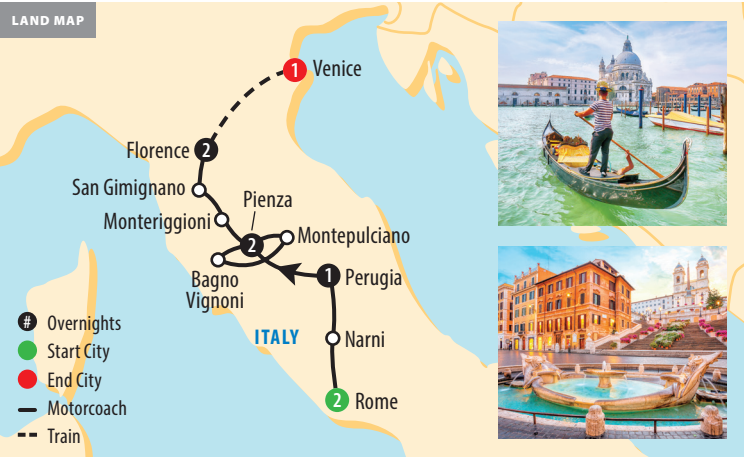 LAND MAP
1 Venice
Florence 2
San Gimignano
Pienza
Monteriggioni
2
Montepulciano
Bagno
Vignoni
1 Perugia
ITALY
Narni
2 Rome
# Overnights
Start City
End City
Motorcoach
Train